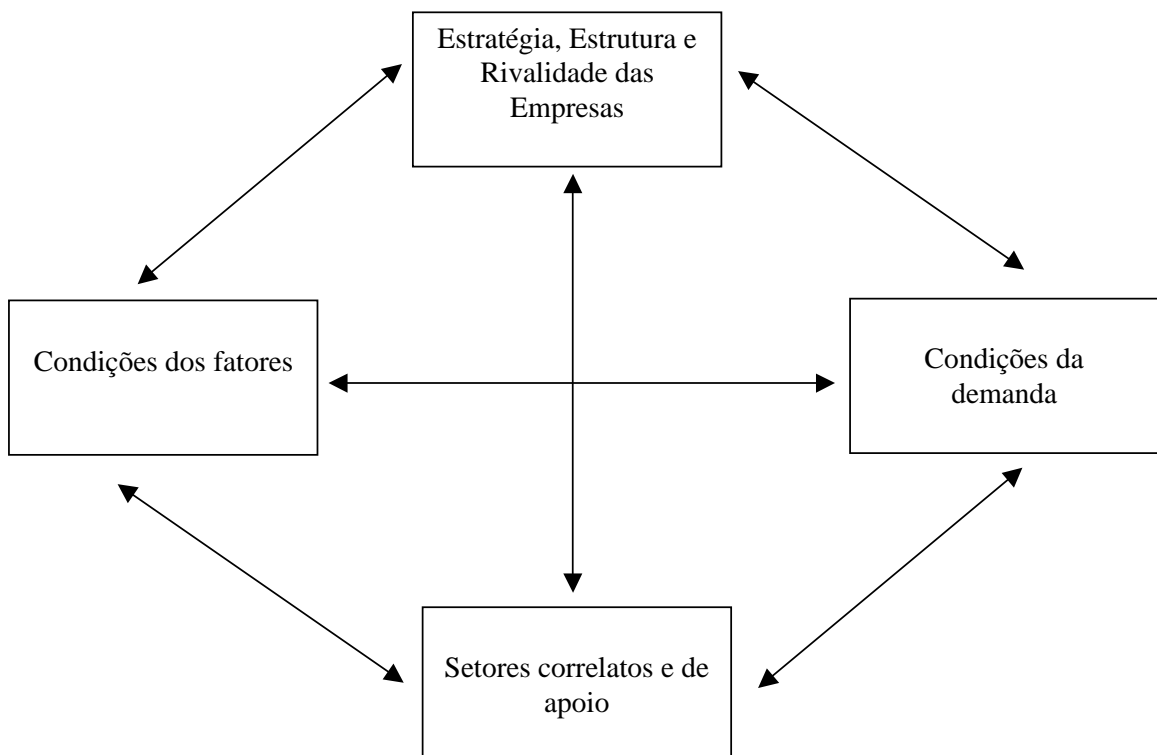 Estratégia, Estrutura e
Rivalidade das
Empresas
Condições dos fatores
Condições da
demanda
Setores correlatos e de
apoio